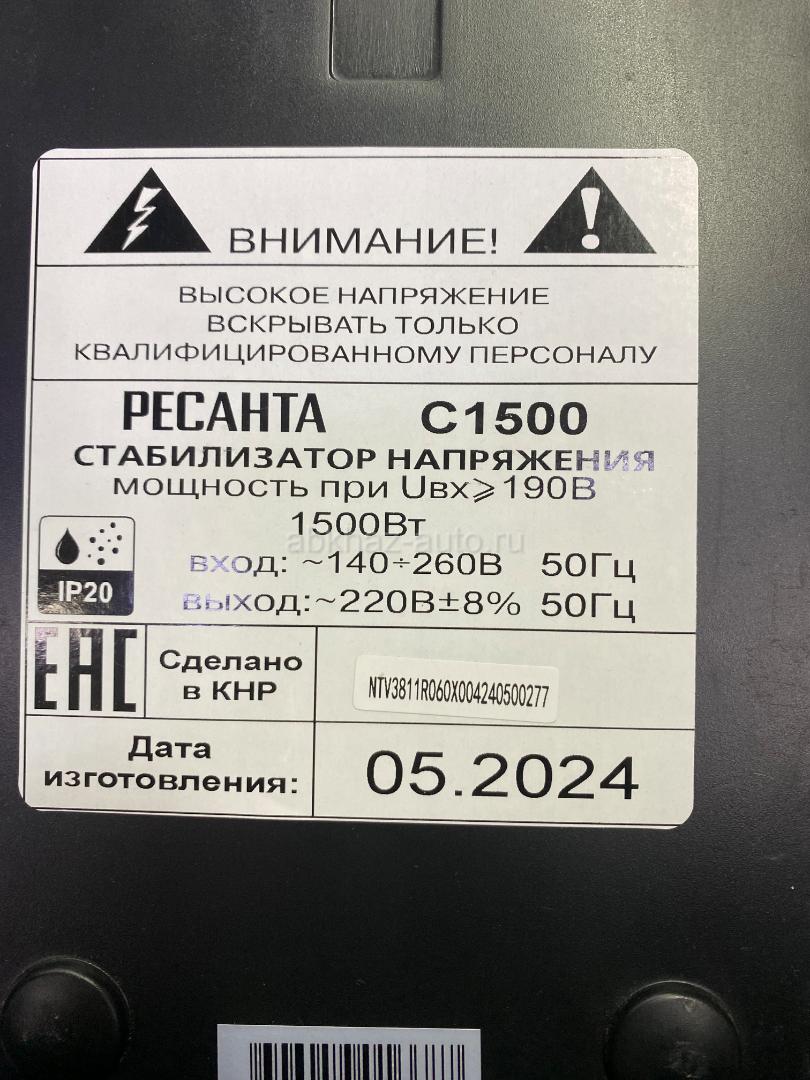 ВНИМАНИЕ!
ВЫСОКОЕ НАПРЯЖЕНИЕ
ВСКРЫВАТЬ ТОЛЬКО
КВАЛИФИЦИРОВАННОМУ ПЕРСОНАЛУ
РЕСАНТА C1500
СТАБИЛИЗАТОР НАПРЯЖЕНИЯ
мощность при Uвх⩾190В
1500Вт
abkhaz-auto.ru
вход: ~140÷260В 50Гц
IP20
выход:~220В±8% 50Гц
ЕАС
Сделано
в КНР
NTV3811R060X004240500277
Дата
изготовления:
05.2024